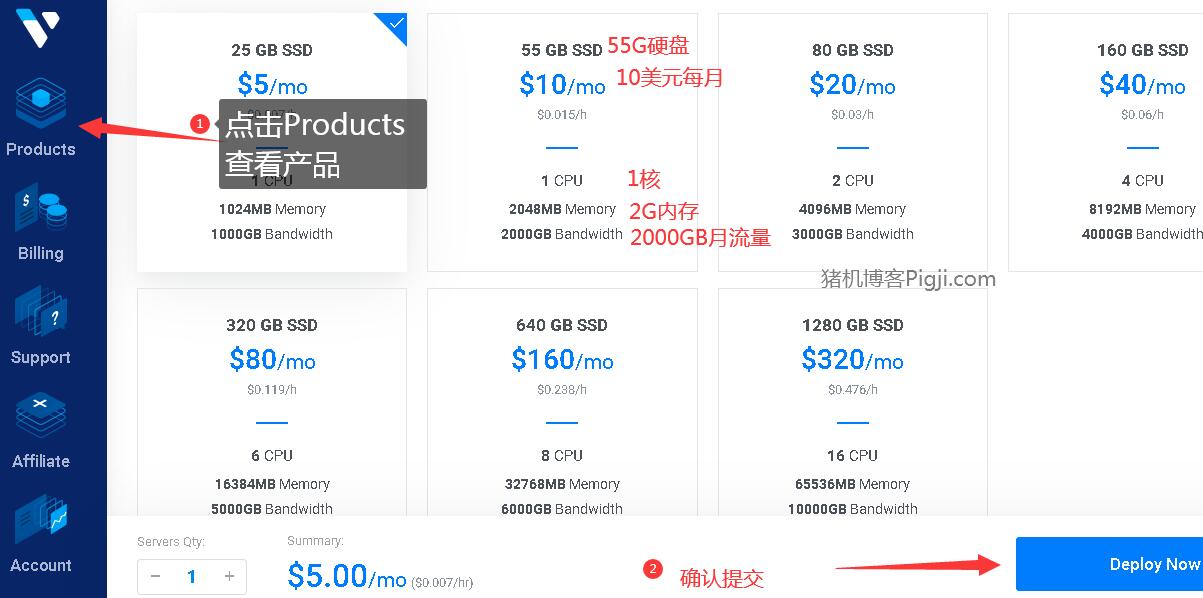 Products
Billing
Support
Affiliate
Account
25 GB SSD
$5/mo
1 点击Products
查看产品
1 CPU
1024MB Memory
1000GB Bandwidth
55 GB SSD 55G硬盘
$10/mo 10美元每月
$0.015/h
1 CPU 1核
2048MB Memory 2G内存
2000GB Bandwidth 2000GB月流量
80 GB SSD
$20/mo
$0.03/h
2 CPU
4096MB Memory
3000GB Bandwidth
160 GB SSD
$40/mo
$0.06/h
4 CPU
8192MB Memory
4000GB Bandwidth
猪机博客Pigji.com
320 GB SSD
$80/mo
$0.119/h
6 CPU
16384MB Memory
5000GB Bandwidth
640 GB SSD
$160/mo
$0.238/h
8 CPU
32768MB Memory
6000GB Bandwidth
1280 GB SSD
$320/mo
$0.476/h
16 CPU
65536MB Memory
10000GB Bandwidth
Servers Qty:
− 1 +
Summary:
$5.00/mo ($0.007/hr)
2 确认提交
Deploy Now